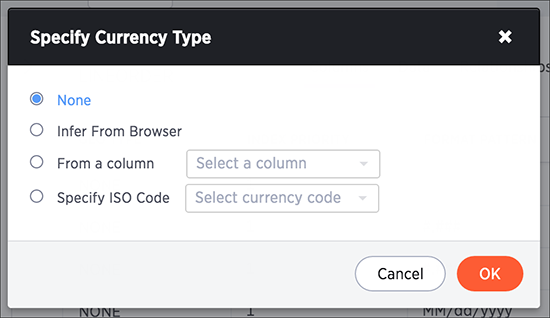 Specify Currency Type
None
Infer From Browser
From a column Select a column
Specify ISO Code Select currency code
Cancel OK
NONE 1 MM/dd/yyyy